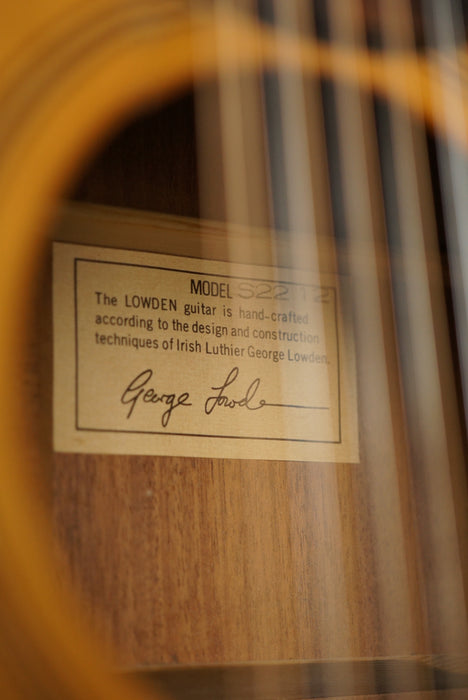 MODEL S22 12
The LOWDEN guitar is hand-crafted
according to the design and construction
techniques of Irish Luthier George Lowden.
George Lowden